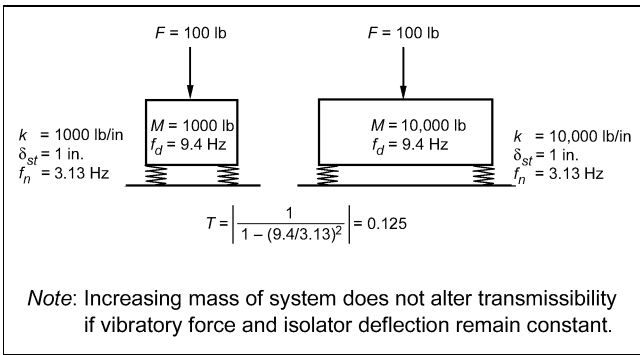 F = 100 lb
F = 100 lb
k = 1000 lb/in
δst = 1 in.
fn = 3.13 Hz
M = 1000 lb
fd = 9.4 Hz
M = 10,000 lb
fd = 9.4 Hz
k = 10,000 lb/in
δst = 1 in.
fn = 3.13 Hz
T = | 1 / 1 – (9.4/3.13)² | = 0.125
Note: Increasing mass of system does not alter transmissibility
if vibratory force and isolator deflection remain constant.